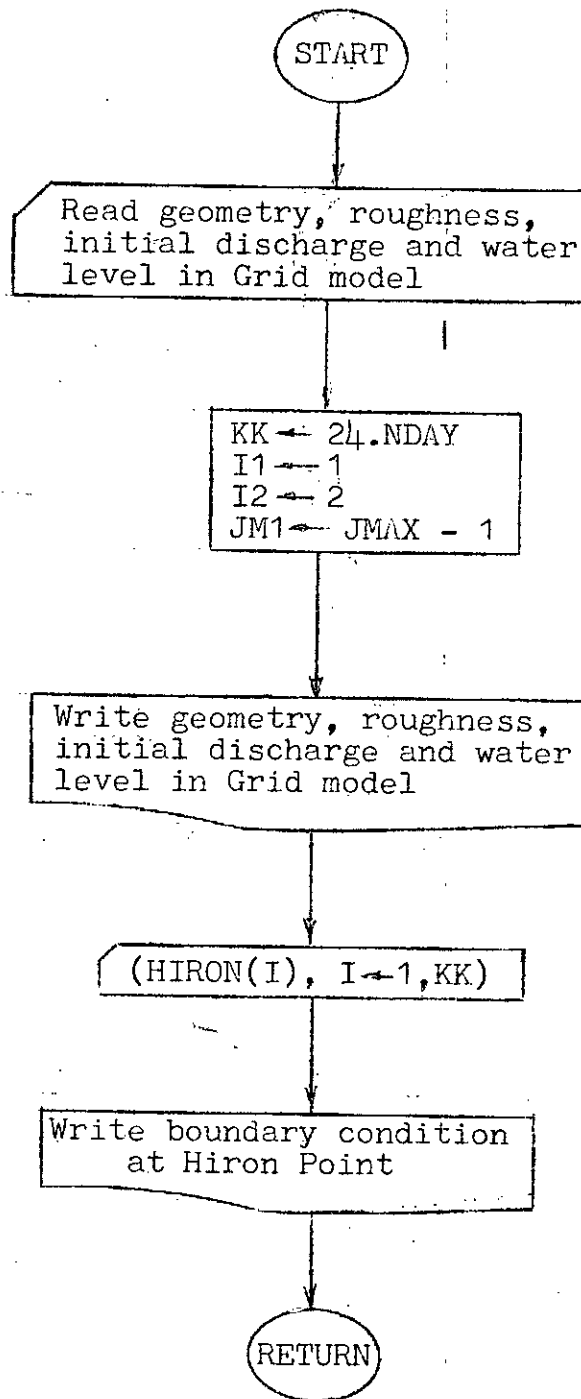 START
Read geometry, roughness,
initial discharge and water
level in Grid model
KK ← 24.NDAY
I1 ← 1
I2 ← 2
JM1 ← JMAX - 1
Write geometry, roughness,
initial discharge and water
level in Grid model
(HIRON(I), I←1,KK)
Write boundary condition
at Hiron Point
RETURN